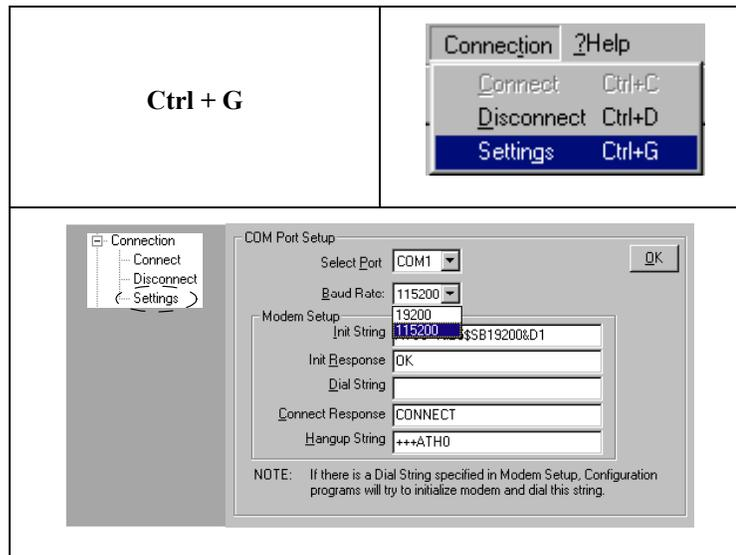 Ctrl + G
Connection ?Help
Connect Ctrl+C
Disconnect Ctrl+D
Settings Ctrl+G
Connection
Connect
Disconnect
Settings
COM Port Setup
Select Port COM1
OK
Baud Rate: 115200
19200
115200
Modem Setup
Init String $SB19200&D1
Init Response OK
Dial String
Connect Response CONNECT
Hangup String +++ATH0
NOTE: If there is a Dial String specified in Modem Setup, Configuration
programs will try to initialize modem and dial this string.